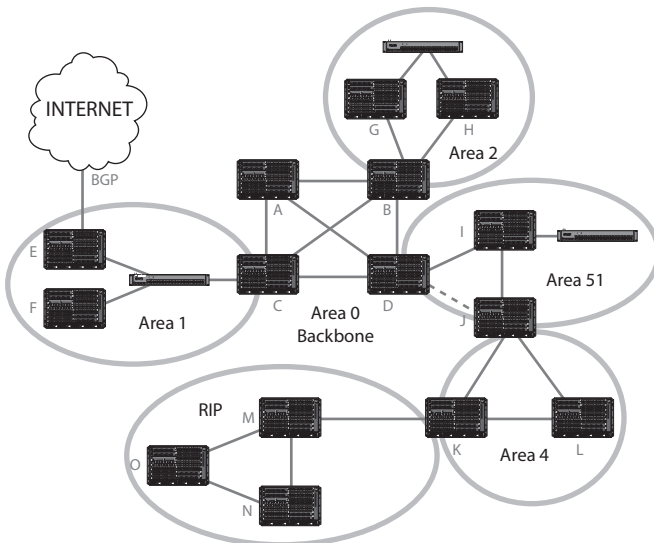 INTERNET
BGP
G
H
Area 2
A
B
E
I
F
Area 51
C
Area 0
Backbone
D
Area 1
J
RIP
M
O
K
Area 4
L
N